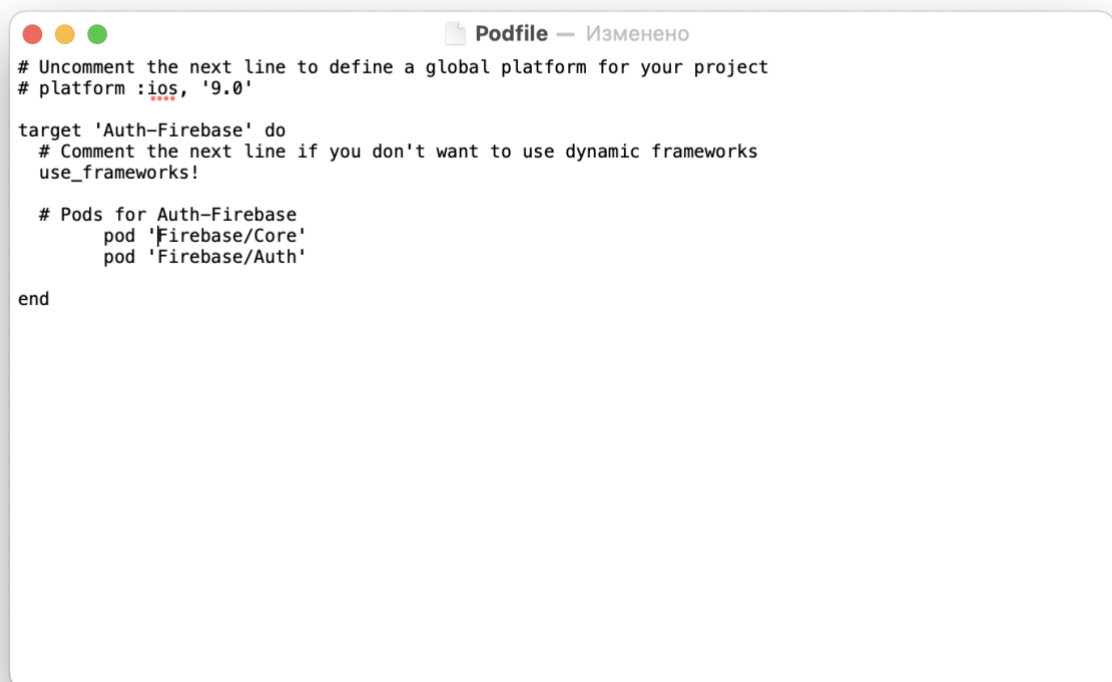 Podfile — Изменено
# Uncomment the next line to define a global platform for your project
# platform :ios, '9.0'
target 'Auth-Firebase' do
# Comment the next line if you don't want to use dynamic frameworks
use_frameworks!
# Pods for Auth-Firebase
pod 'Firebase/Core'
pod 'Firebase/Auth'
end